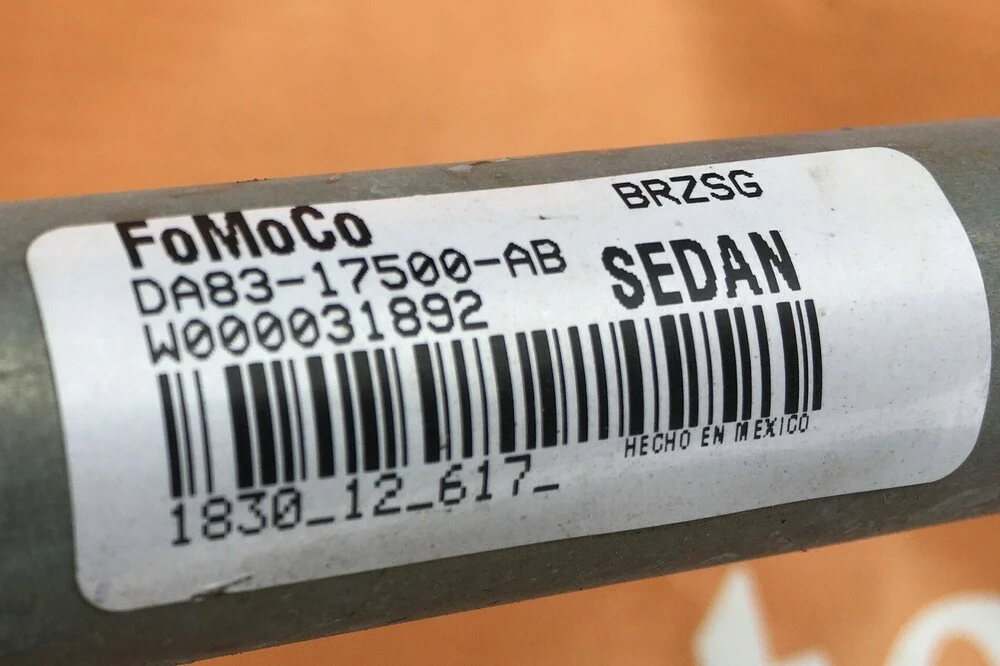 FoMoCo
BRZSG
DA83-17500-AB
SEDAN
W000031892
HECHO EN MEXICO
1830_12_617_